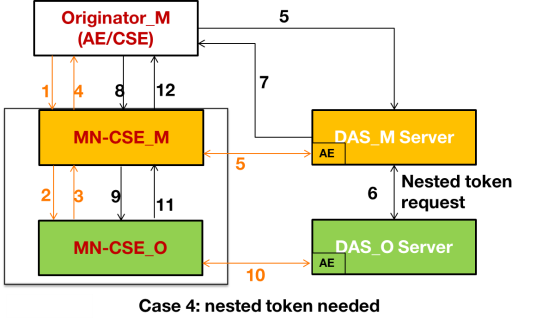 Originator_M
(AE/CSE)
5
7
1
4
8
12
MN-CSE_M
DAS_M Server
AE
5
2
3
9
11
6
Nested token
request
MN-CSE_O
DAS_O Server
AE
10
Case 4: nested token needed